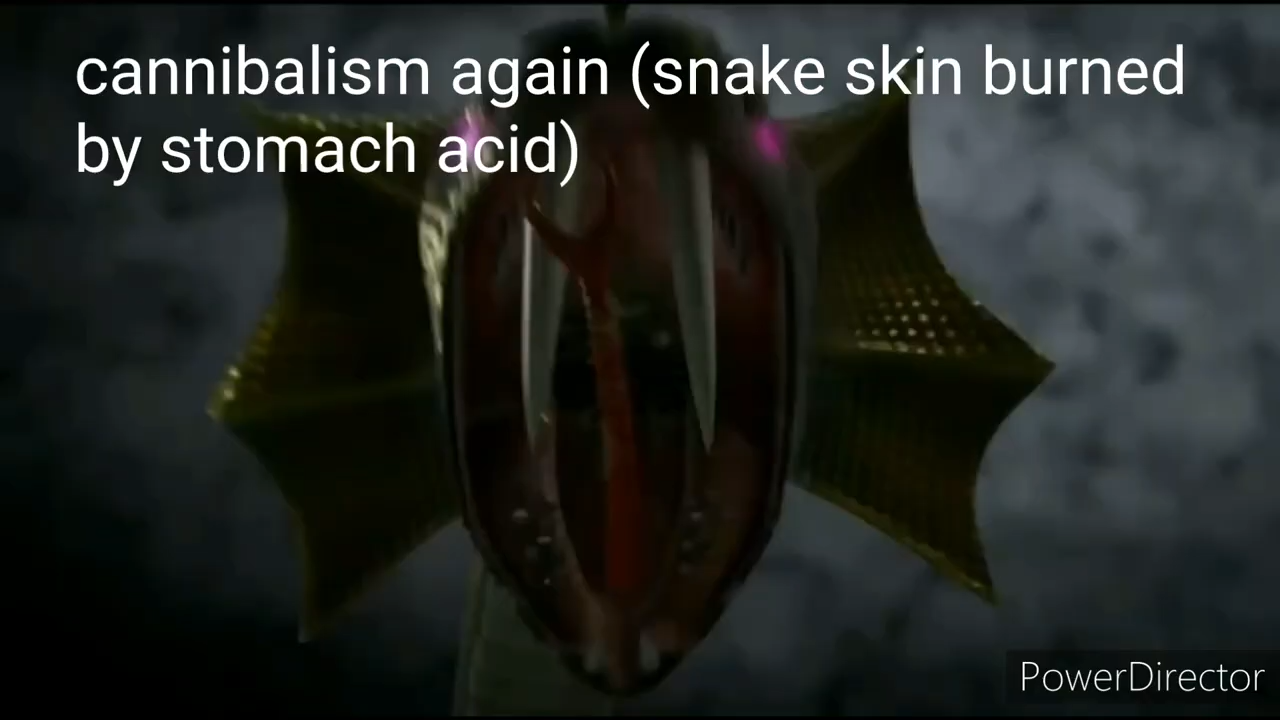 cannibalism again (snake skin burned
by stomach acid)
PowerDirector